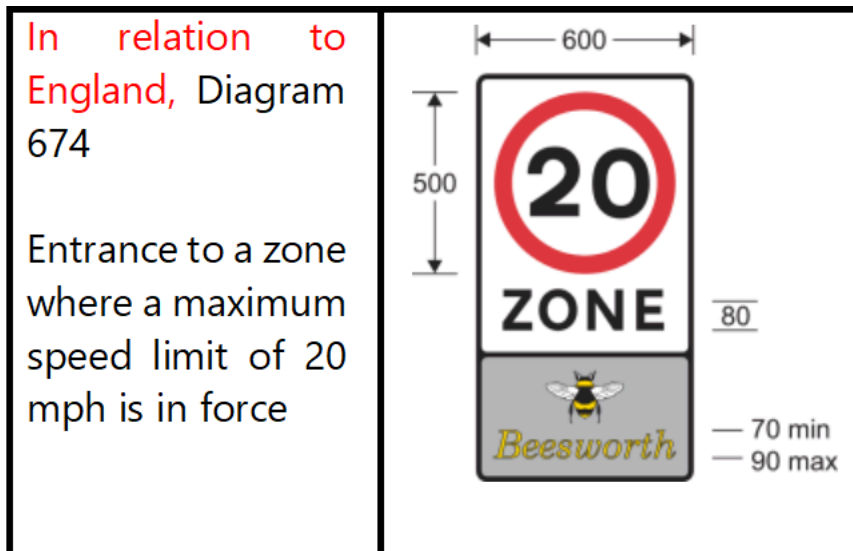 In relation to
England, Diagram
674
Entrance to a zone
where a maximum
speed limit of 20
mph is in force
600
500
20
ZONE
80
Beesworth
70 min
90 max